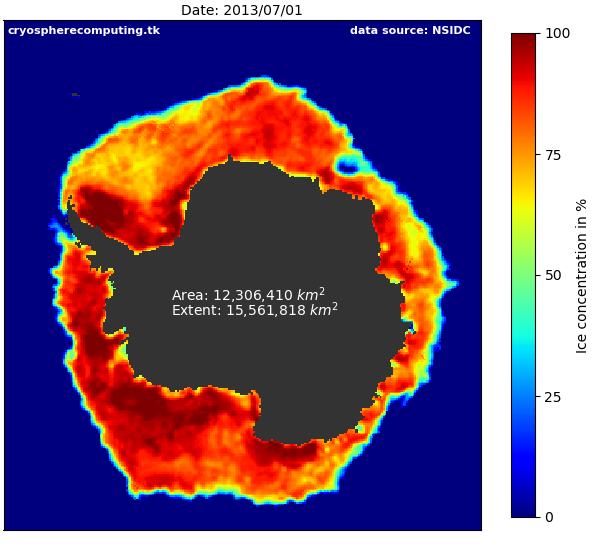 Date: 2013/07/01
cryospherecomputing.tk
data source: NSIDC
Area: 12,306,410 km²
Extent: 15,561,818 km²
100
75
50
25
0
Ice concentration in %